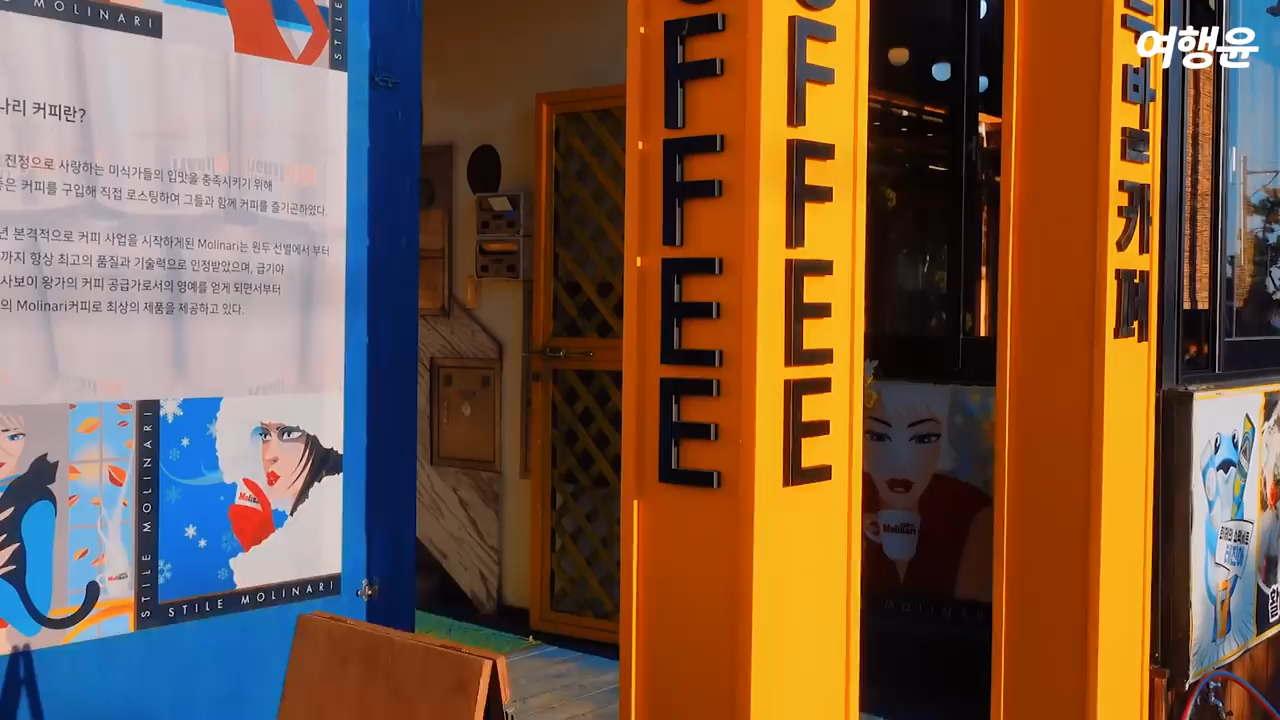 MOLINARI
STILE
나리 커피란?
진정으로 사랑하는 미식가들의 입맛을 충족시키기 위해
좋은 커피를 구입해 직접 로스팅하여 그들과 함께 커피를 즐기곤하였다.
년 본격적으로 커피 사업을 시작하게된 Molinari는 원두 선별에서 부터
까지 항상 최고의 품질과 기술력으로 인정받았으며, 급기야
사보이 왕가의 커피 공급가로서의 영예를 얻게 되면서부터
의 Molinari커피로 최상의 제품을 제공하고 있다.
STILE MOLINARI
STILE MOLINARI
Molinari
OFFEE
OFFEE
Molinari
MOLINARI
바르카페
여행윤